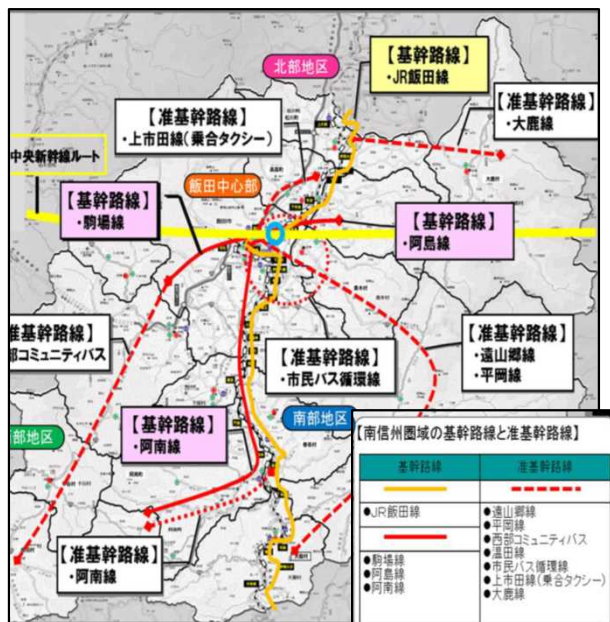 北部地区
【基幹路線】
・JR飯田線
【准基幹路線】
・上市田線(乗合タクシー)
【准基幹路線】
・大鹿線
中央新幹線ルート
飯田中心部
【基幹路線】
・駒場線
【基幹路線】
・阿島線
准基幹路線】
部コミュニティバス
【准基幹路線】
・市民バス循環線
【准基幹路線】
・遠山郷線
・平岡線
【基幹路線】
・阿南線
南部地区
部地区
【准基幹路線】
・阿南線
【南信州圏域の基幹路線と准基幹路線】
基幹路線
准基幹路線
●JR飯田線
●駒場線
●阿島線
●阿南線
●遠山郷線
●平岡線
●西部コミュニティバス
●温田線
●市民バス循環線
●上市田線(乗合タクシー)
●大鹿線